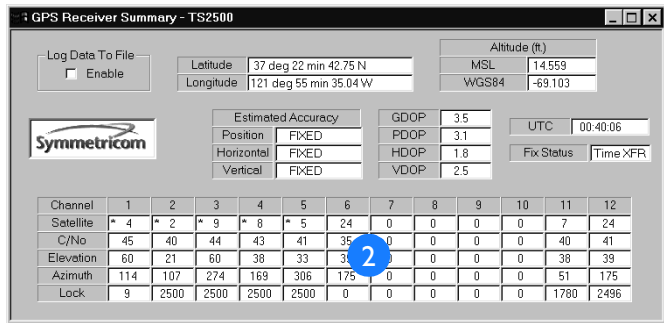 GPS Receiver Summary - TS2500
Log Data To File
Enable
Latitude 37 deg 22 min 42.75 N
Longitude 121 deg 55 min 35.04 W
Altitude (ft.)
MSL 14.559
WGS84 -69.103
Symmetricom
Estimated Accuracy
Position FIXED
Horizontal FIXED
Vertical FIXED
GDOP 3.5
PDOP 3.1
HDOP 1.8
VDOP 2.5
UTC 00:40:06
Fix Status Time XFR
Channel 1 2 3 4 5 6 7 8 9 10 11 12
Satellite * 4 * 2 * 9 * 8 * 5 24 0 0 0 0 7 24
C/No 45 40 44 43 41 35 0 0 0 0 40 41
Elevation 60 21 60 38 33 0 0 0 0 38 39
2
Azimuth 114 107 274 169 306 175 0 0 0 0 51 175
Lock 9 2500 2500 2500 2500 0 0 0 0 0 1780 2496